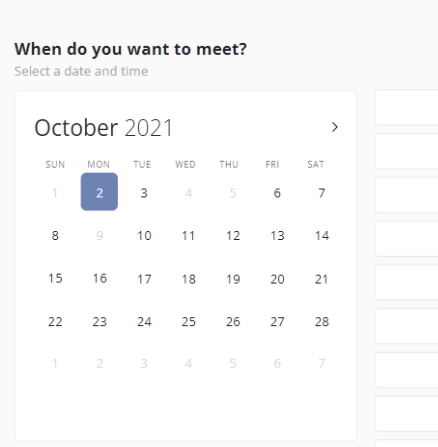 When do you want to meet?
Select a date and time
October 2021
SUN MON TUE WED THU FRI SAT
1 2 3 4 5 6 7
8 9 10 11 12 13 14
15 16 17 18 19 20 21
22 23 24 25 26 27 28
1 2 3 4 5 6 7